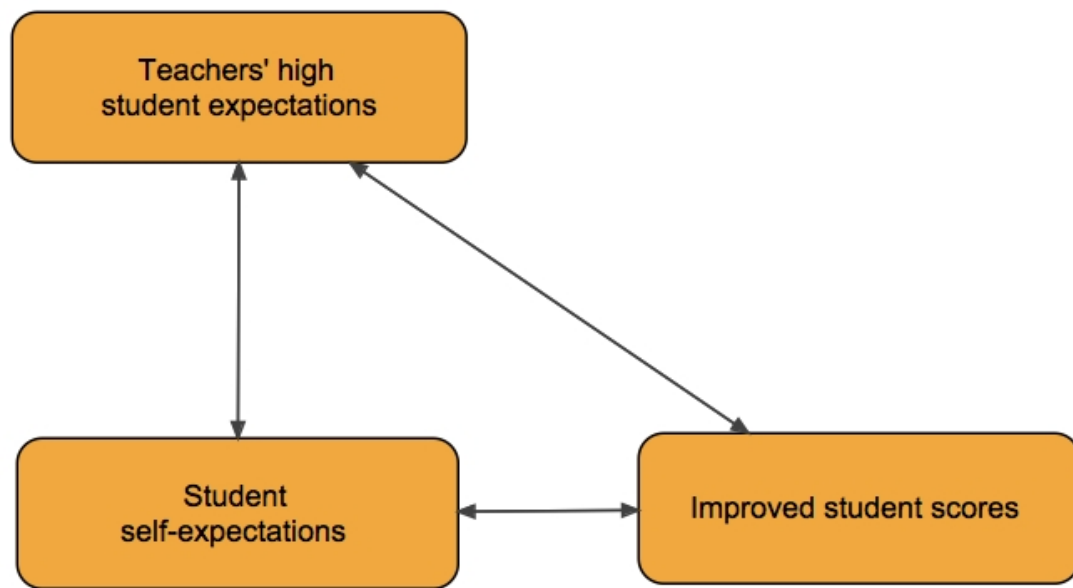 Teachers' high
student expectations
Student
self-expectations
Improved student scores